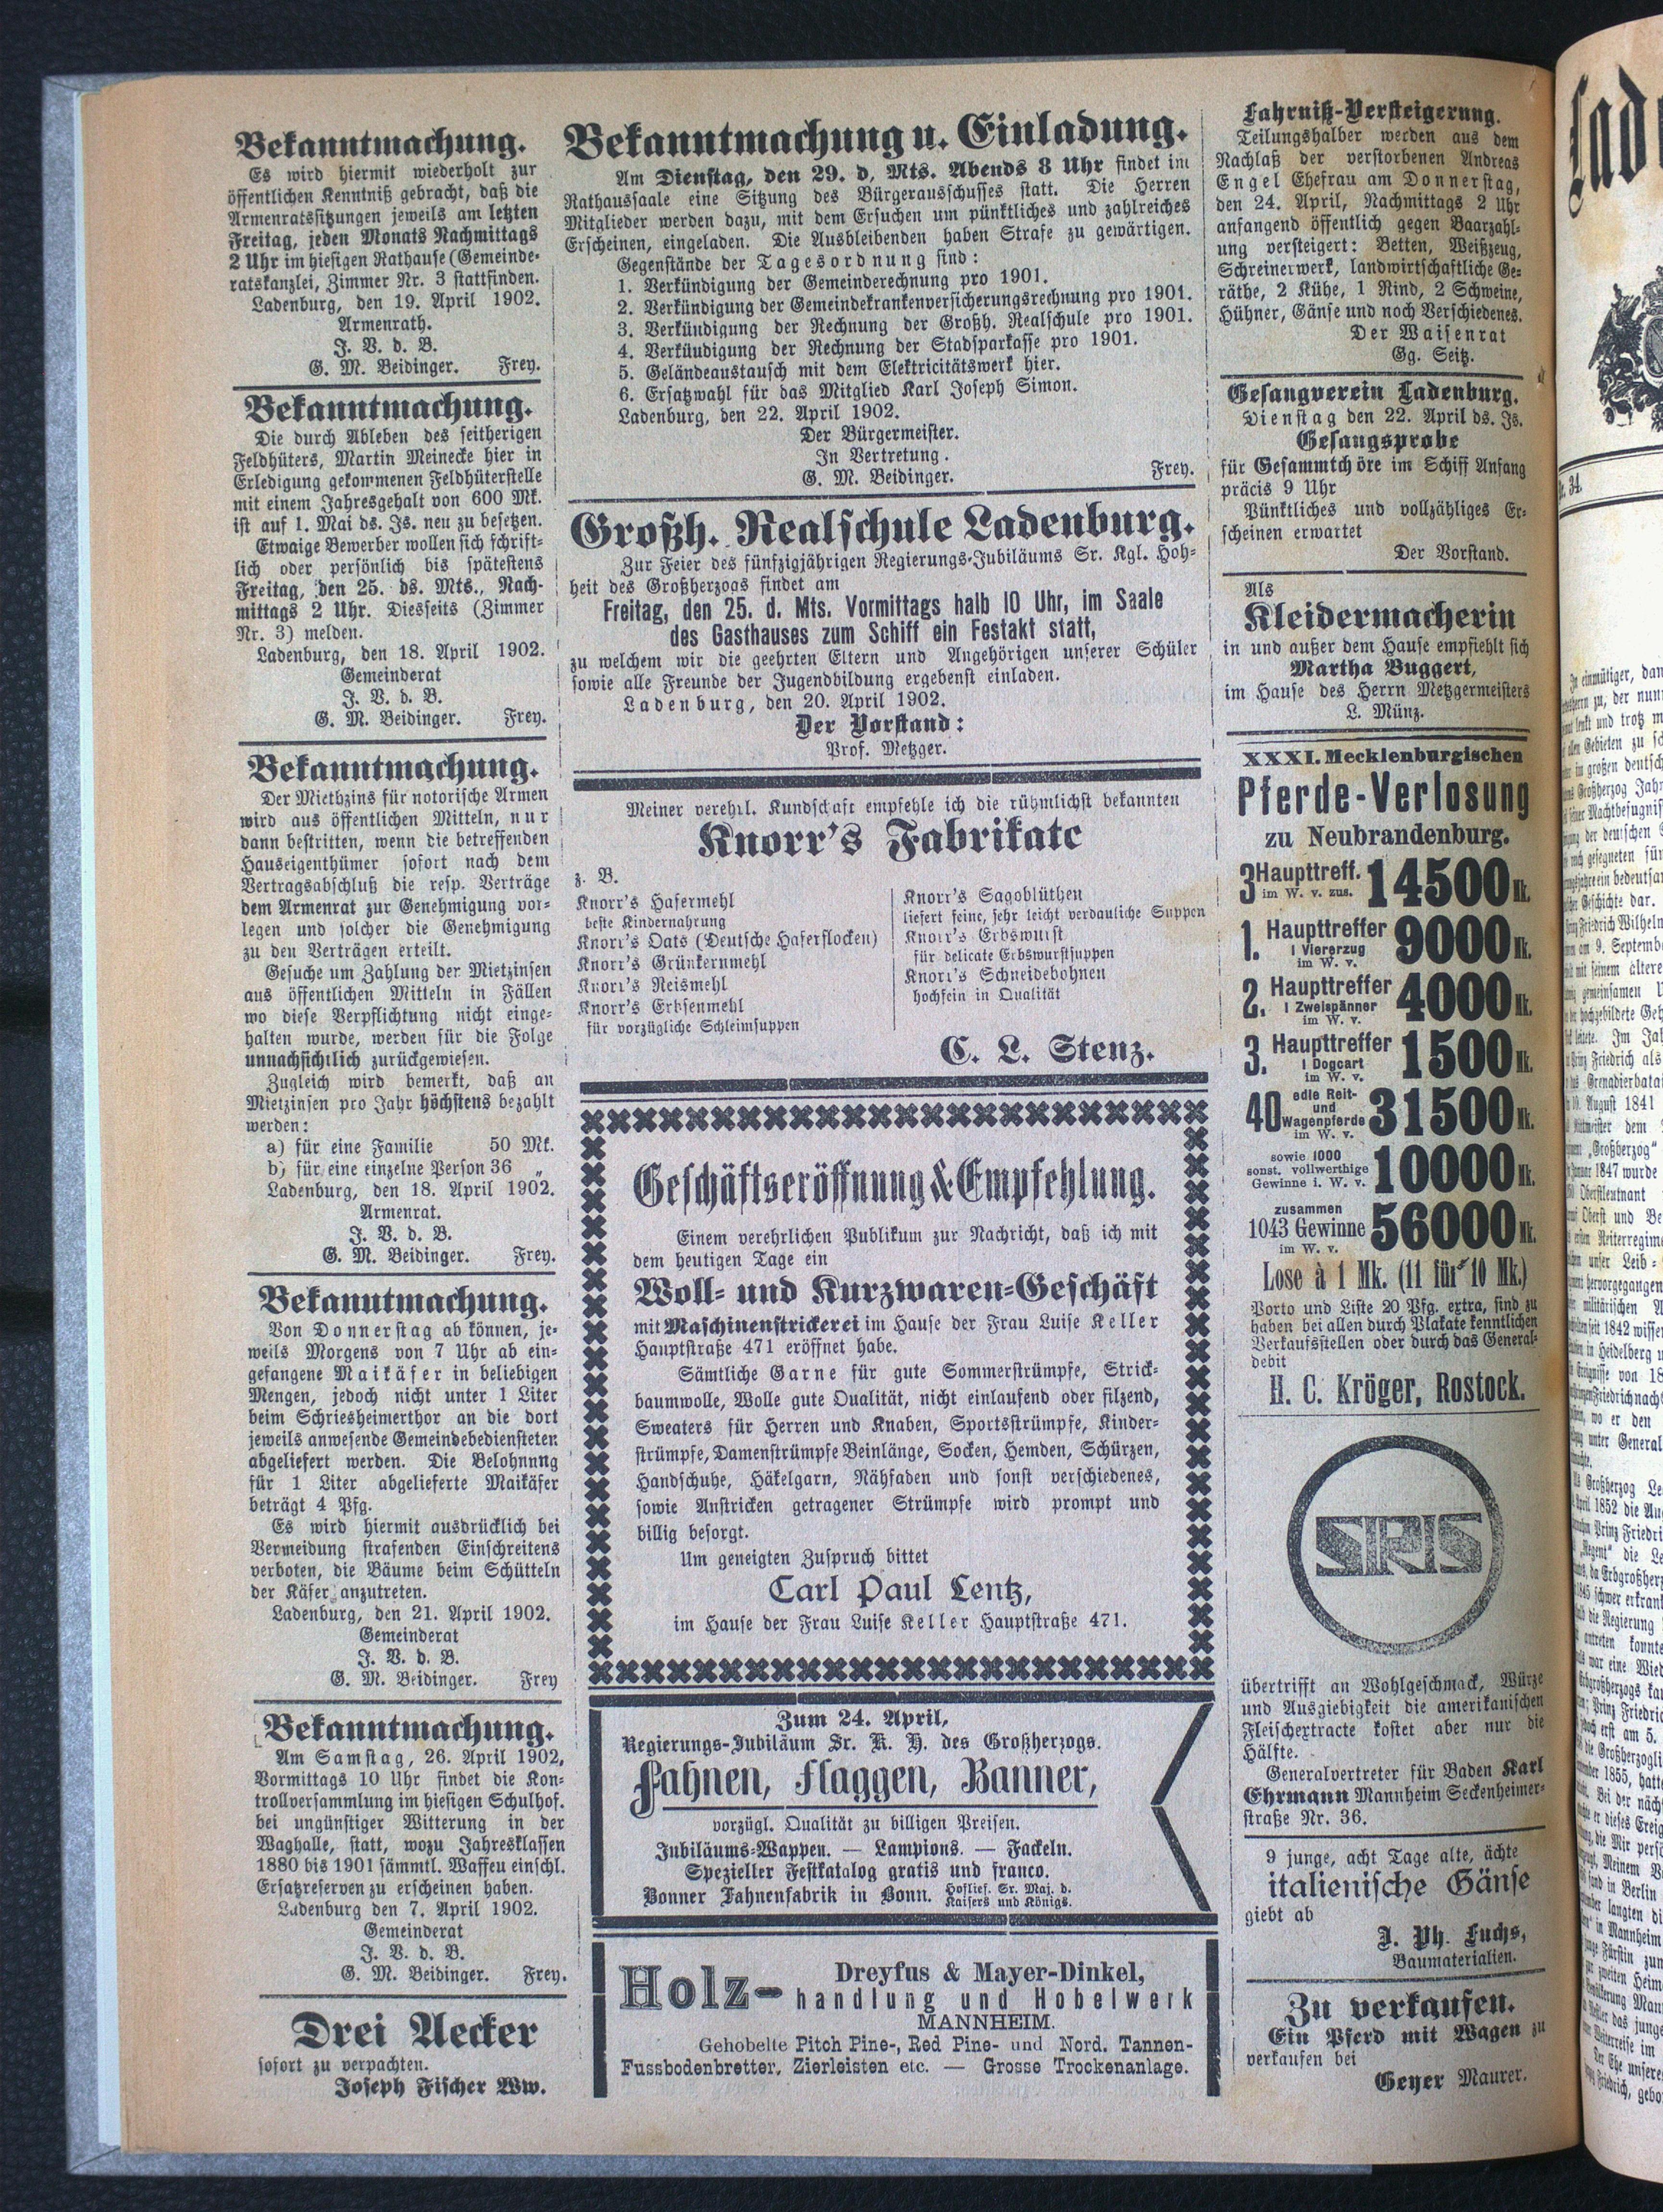 Bekanntmachung.
Es wird hiermit wiederholt zur
öffentlichen Kenntniß gebracht, daß die
Armenratssitzungen jeweils am letzten
Freitag, jeden Monats Nachmittags
2 Uhr im hiesigen Rathause (Gemeinde-
ratskanzlei, Zimmer Nr. 3 stattfinden.
Ladenburg, den 19. April 1902.
Armenrath.
J. V. d. B.
G. M. Beidinger. Frey.
Bekanntmachung.
Die durch Ableben des seitherigen
Feldhüters, Martin Meinecke hier in
Erledigung gekommenen Feldhüterstelle
mit einem Jahresgehalt von 600 Mk.
ist auf 1. Mai ds. Js. neu zu besetzen.
Etwaige Bewerber wollen sich schrift-
lich oder persönlich bis spätestens
Freitag, den 25. ds. Mts., Nach-
mittags 2 Uhr. Diesseits (Zimmer
Nr. 3) melden.
Ladenburg, den 18. April 1902.
Gemeinderat
J. V. d. B.
G. M. Beidinger. Frey.
Bekanntmachung.
Der Miethzins für notorische Armen
wird aus öffentlichen Mitteln, nur
dann bestritten, wenn die betreffenden
Hauseigenthümer sofort nach dem
Vertragsabschluß die resp. Verträge
dem Armenrat zur Genehmigung vor-
legen und solcher die Genehmigung
zu den Verträgen erteilt.
Gesuche um Zahlung der Mietzinsen
aus öffentlichen Mitteln in Fällen
wo diese Verpflichtung nicht einge-
halten wurde, werden für die Folge
unnachsichtlich zurückgewiesen.
Zugleich wird bemerkt, daß an
Mietzinsen pro Jahr höchstens bezahlt
werden:
a) für eine Familie 50 Mk.
b) für eine einzelne Person 36 „
Ladenburg, den 18. April 1902.
Armenrat.
J. V. d. B.
G. M. Beidinger. Frey.
Bekanntmachung.
Von Donnerstag ab können, je-
weils Morgens von 7 Uhr ab ein-
gefangene Maikäfer in beliebigen
Mengen, jedoch nicht unter 1 Liter
beim Schriesheimerthor an die dort
jeweils anwesende Gemeindebediensteten
abgeliefert werden. Die Belohnnng
für 1 Liter abgelieferte Maikäfer
beträgt 4 Pfg.
Es wird hiermit ausdrücklich bei
Vermeidung strafenden Einschreitens
verboten, die Bäume beim Schütteln
der Käfer anzutreten.
Ladenburg, den 21. April 1902.
Gemeinderat
J. V. d. B.
G. M. Beidinger. Frey
Bekanntmachung.
Am Samstag, 26. April 1902,
Vormittags 10 Uhr findet die Kon-
trollversammlung im hiesigen Schulhof.
bei ungünstiger Witterung in der
Waghalle, statt, wozu Jahresklassen
1880 bis 1901 sämmtl. Waffen einschl.
Ersatzreserven zu erscheinen haben.
Ladenburg den 7. April 1902.
Gemeinderat
J. V. d. B.
G. M. Beidinger. Frey.
Drei Aecker
sofort zu verpachten.
Joseph Fischer Ww.
Bekanntmachung u. Einladung.
Am Dienstag, den 29. d, Mts. Abends 8 Uhr findet im
Rathaussaale eine Sitzung des Bürgerausschusses statt. Die Herren
Mitglieder werden dazu, mit dem Ersuchen um pünktliches und zahlreiches
Erscheinen, eingeladen. Die Ausbleibenden haben Strafe zu gewärtigen.
Gegenstände der Tagesordnung sind:
1. Verkündigung der Gemeinderechnung pro 1901.
2. Verkündigung der Gemeindekrankenversicherungsrechnung pro 1901.
3. Verkündigung der Rechnung der Großh. Realschule pro 1901.
4. Verküudigung der Rechnung der Stadsparkasse pro 1901.
5. Geländeaustausch mit dem Elektricitätswerk hier.
6. Ersatzwahl für das Mitglied Karl Joseph Simon.
Ladenburg, den 22. April 1902.
Der Bürgermeister.
In Vertretung.
G. M. Beidinger. Frey.
Großh. Realschule Ladenburg.
Zur Feier des fünfzigjährigen Regierungs-Jubiläums Sr. Kgl. Hoh-
heit des Großherzogs findet am
Freitag, den 25. d. Mts. Vormittags halb 10 Uhr, im Saale
des Gasthauses zum Schiff ein Festakt statt,
zu welchem wir die geehrten Eltern und Angehörigen unserer Schüler
sowie alle Freunde der Jugendbildung ergebenst einladen.
Ladenburg, den 20. April 1902.
Der Vorstand:
Prof. Metzger.
Meiner verehrl. Kundschaft empfehle ich die rühmlichst bekannten
Knorr's Fabrikate
z. B.
Knorr's Hafermehl
beste Kindernahrung
Knorr's Oats (Deutsche Haferflocken)
Knorr's Grünkernmehl
Knorr's Reismehl
Knorr's Erbsenmehl
für vorzügliche Schleimsuppen
Knorr's Sagoblüthen
liefert feine, sehr leicht verdauliche Suppen
Knorr's Erbswurst
für delicate Erbswurstsuppen
Knorr's Schneidebohnen
hochfein in Qualität
C. L. Stenz.
Geschäftseröffnung & Empfehlung.
Einem verehrlichen Publikum zur Nachricht, daß ich mit
dem heutigen Tage ein
Woll- und Kurzwaren-Geschäft
mit Maschinenstrickerei im Hause der Frau Luise Keller
Hauptstraße 471 eröffnet habe.
Sämtliche Garne für gute Sommerstrümpfe, Strick-
baumwolle, Wolle gute Qualität, nicht einlaufend oder filzend,
Sweaters für Herren und Knaben, Sportsstrümpfe, Kinder-
strümpfe, Damenstrümpfe Beinlänge, Socken, Hemden, Schürzen,
Handschuhe, Häkelgarn, Nähfaden und sonst verschiedenes,
sowie Anstricken getragener Strümpfe wird prompt und
billig besorgt.
Um geneigten Zuspruch bittet
Carl Paul Lentz,
im Hause der Frau Luise Keller Hauptstraße 471.
Zum 24. April,
Regierungs-Jubiläum Sr. K. H. des Großherzogs.
Fahnen, Flaggen, Banner,
vorzügl. Qualität zu billigen Preisen.
Jubiläums-Wappen. — Lampions. — Fackeln.
Spezieller Festkatalog gratis und franco.
Bonner Fahnenfabrik in Bonn. Hoflief. Sr. Maj. d.
Kaisers und Königs.
Dreyfus & Mayer-Dinkel,
Holz-handlung und Hobelwerk
MANNHEIM.
Gehobelte Pitch Pine-, Red Pine- und Nord. Tannen-
Fussbodenbretter, Zierleisten etc. — Grosse Trockenanlage.
Fahrniß-Versteigerung.
Teilungshalber werden aus dem
Nachlaß der verstorbenen Andreas
Engel Ehefrau am Donnerstag,
den 24. April, Nachmittags 2 Uhr
anfangend öffentlich gegen Baarzahl-
ung versteigert: Betten, Weißzeug,
Schreinerwerk, landwirtschaftliche Ge-
räthe, 2 Kühe, 1 Rind, 2 Schweine,
Hühner, Gänse und noch Verschiedenes.
Der Waisenrat
Gg. Seitz.
Gesangverein Ladenburg.
Dienstag den 22. April ds. Js.
Gesangsprobe
für Gesammtchöre im Schiff Anfang
präcis 9 Uhr
Pünktliches und vollzähliges Er-
scheinen erwartet
Der Vorstand.
Als
Kleidermacherin
in und außer dem Hause empfiehlt sich
Martha Buggert,
im Hause des Herrn Metzgermeisters
L. Münz.
XXXI. Mecklenburgischen
Pferde-Verlosung
zu Neubrandenburg.
3 Haupttreff. im W. v. zus. 14500 Mk.
1. Haupttreffer 1 Viererzug im W. v. 9000 Mk.
2. Haupttreffer 1 Zweispänner im W. v. 4000 Mk.
3. Haupttreffer 1 Dogcart im W. v. 1500 Mk.
40 edle Reit- und Wagenpferde im W. v. 31500 Mk.
sowie 1000 sonst. vollwerthige Gewinne i. W. v. 10000 Mk.
zusammen 1043 Gewinne im W. v. 56000 Mk.
Lose à 1 Mk. (11 für 10 Mk.)
Porto und Liste 20 Pfg. extra, sind zu
haben bei allen durch Plakate kenntlichen
Verkaufsstellen oder durch das General-
debit
H. C. Kröger, Rostock.
SIRIS
übertrifft an Wohlgeschmack, Würze
und Ausgiebigkeit die amerikanischen
Fleischextracte kostet aber nur die
Hälfte.
Generalvertreter für Baden Karl
Ehrmann Mannheim Seckenheimer-
straße Nr. 36.
9 junge, acht Tage alte, ächte
italienische Gänse
giebt ab
J. Ph. Fuchs,
Baumaterialien.
Zu verkaufen.
Ein Pferd mit Wagen zu
verkaufen bei
Geyer Maurer.